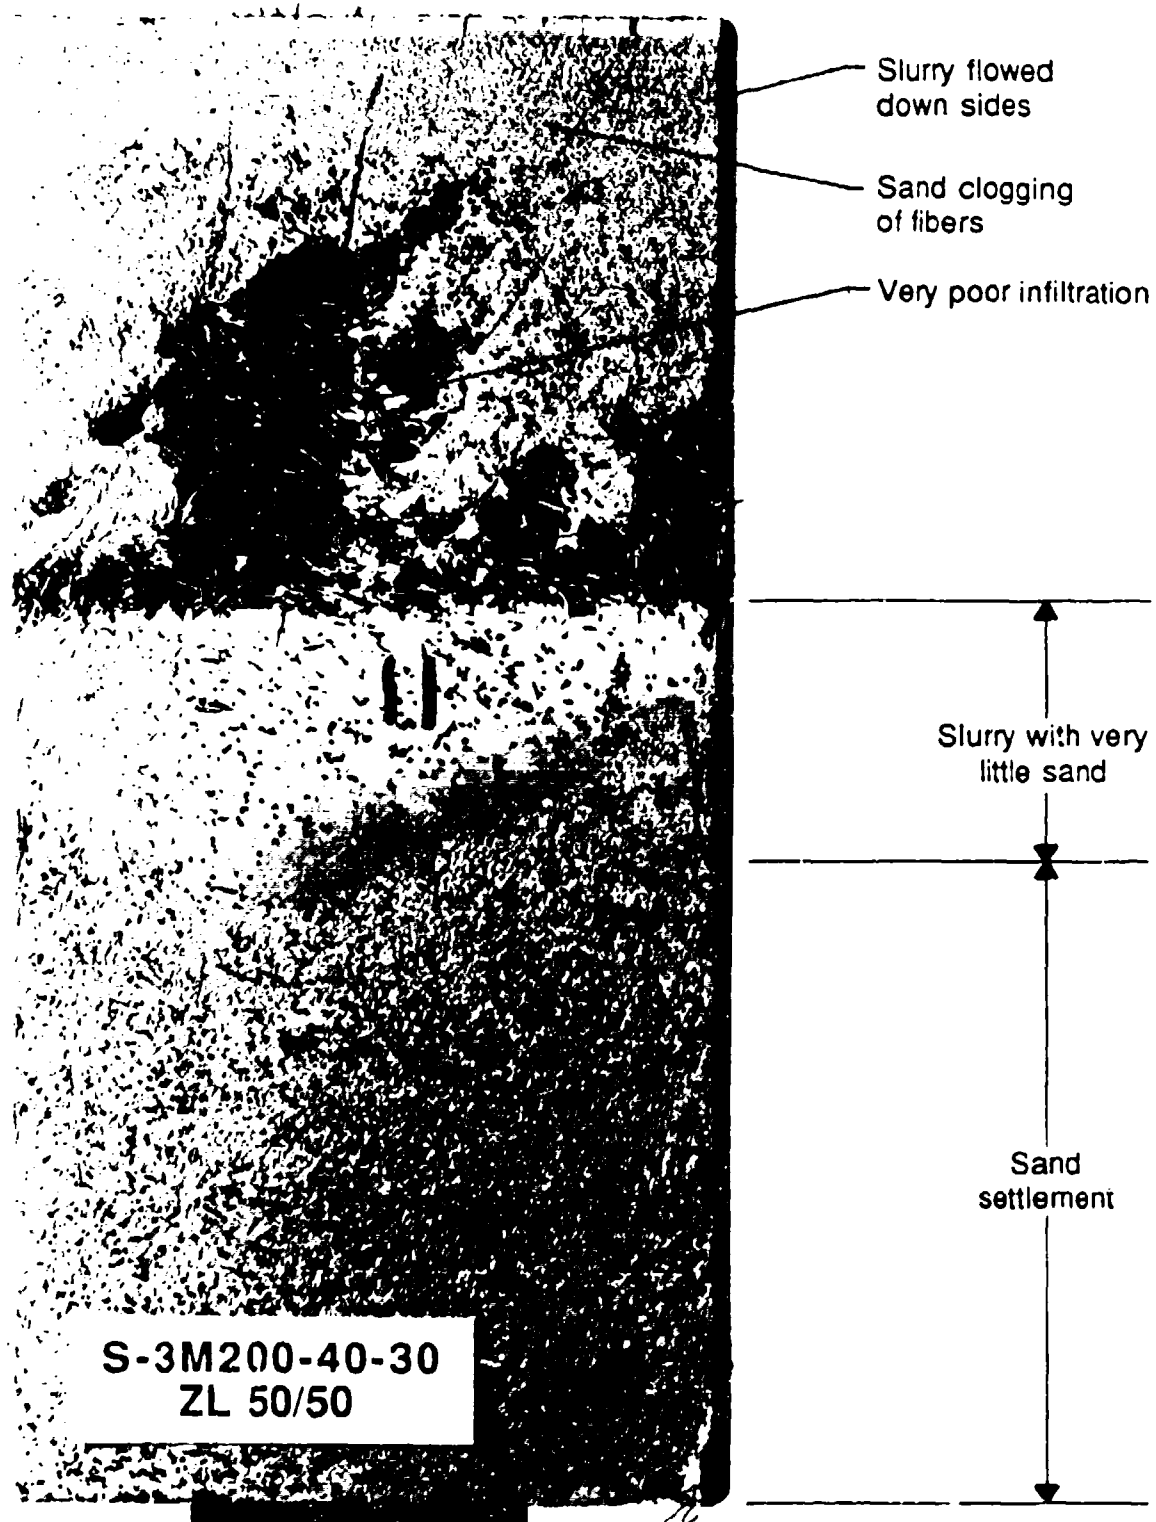 Slurry flowed
down sides
Sand clogging
of fibers
Very poor infiltration
Slurry with very
little sand
Sand
settlement
S-3M200-40-30
ZL 50/50